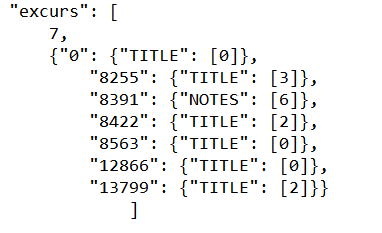 "excurs": [
7,
{"0": {"TITLE": [0]},
"8255": {"TITLE": [3]},
"8391": {"NOTES": [6]},
"8422": {"TITLE": [2]},
"8563": {"TITLE": [0]},
"12866": {"TITLE": [0]},
"13799": {"TITLE": [2]}}
]